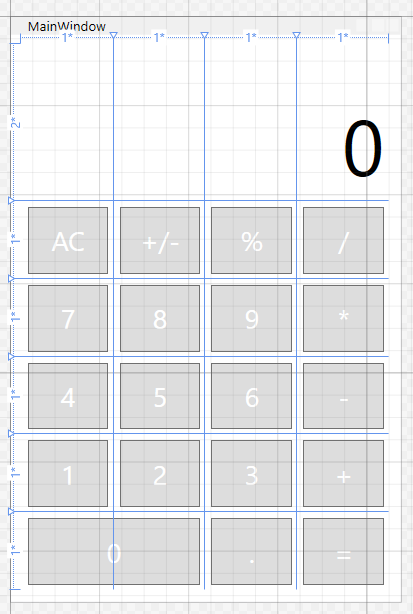 MainWindow
1* 1* 1* 1*
2*
0
1* AC +/- % /
1* 7 8 9 *
1* 4 5 6 -
1* 1 2 3 +
1* 0 . =